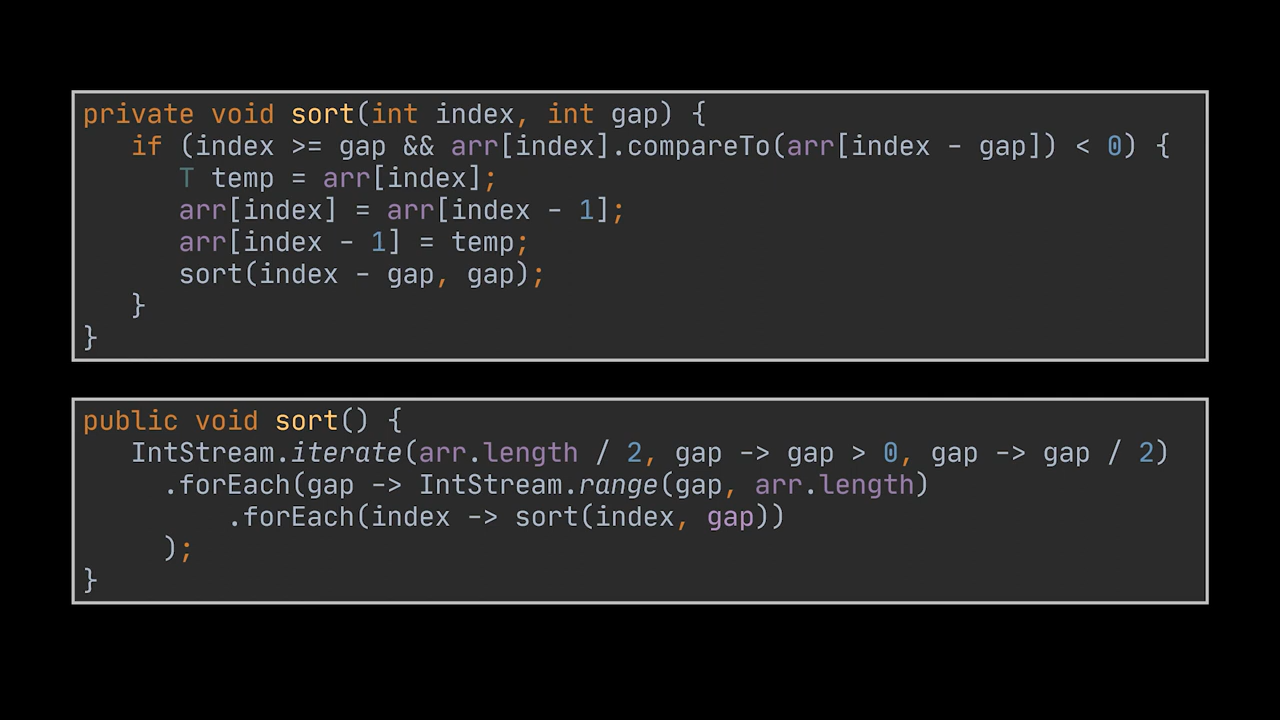 private void sort(int index, int gap) {
   if (index >= gap && arr[index].compareTo(arr[index - gap]) < 0) {
      T temp = arr[index];
      arr[index] = arr[index - 1];
      arr[index - 1] = temp;
      sort(index - gap, gap);
   }
}
public void sort() {
   IntStream.iterate(arr.length / 2, gap -> gap > 0, gap -> gap / 2)
     .forEach(gap -> IntStream.range(gap, arr.length)
         .forEach(index -> sort(index, gap))
     );
}